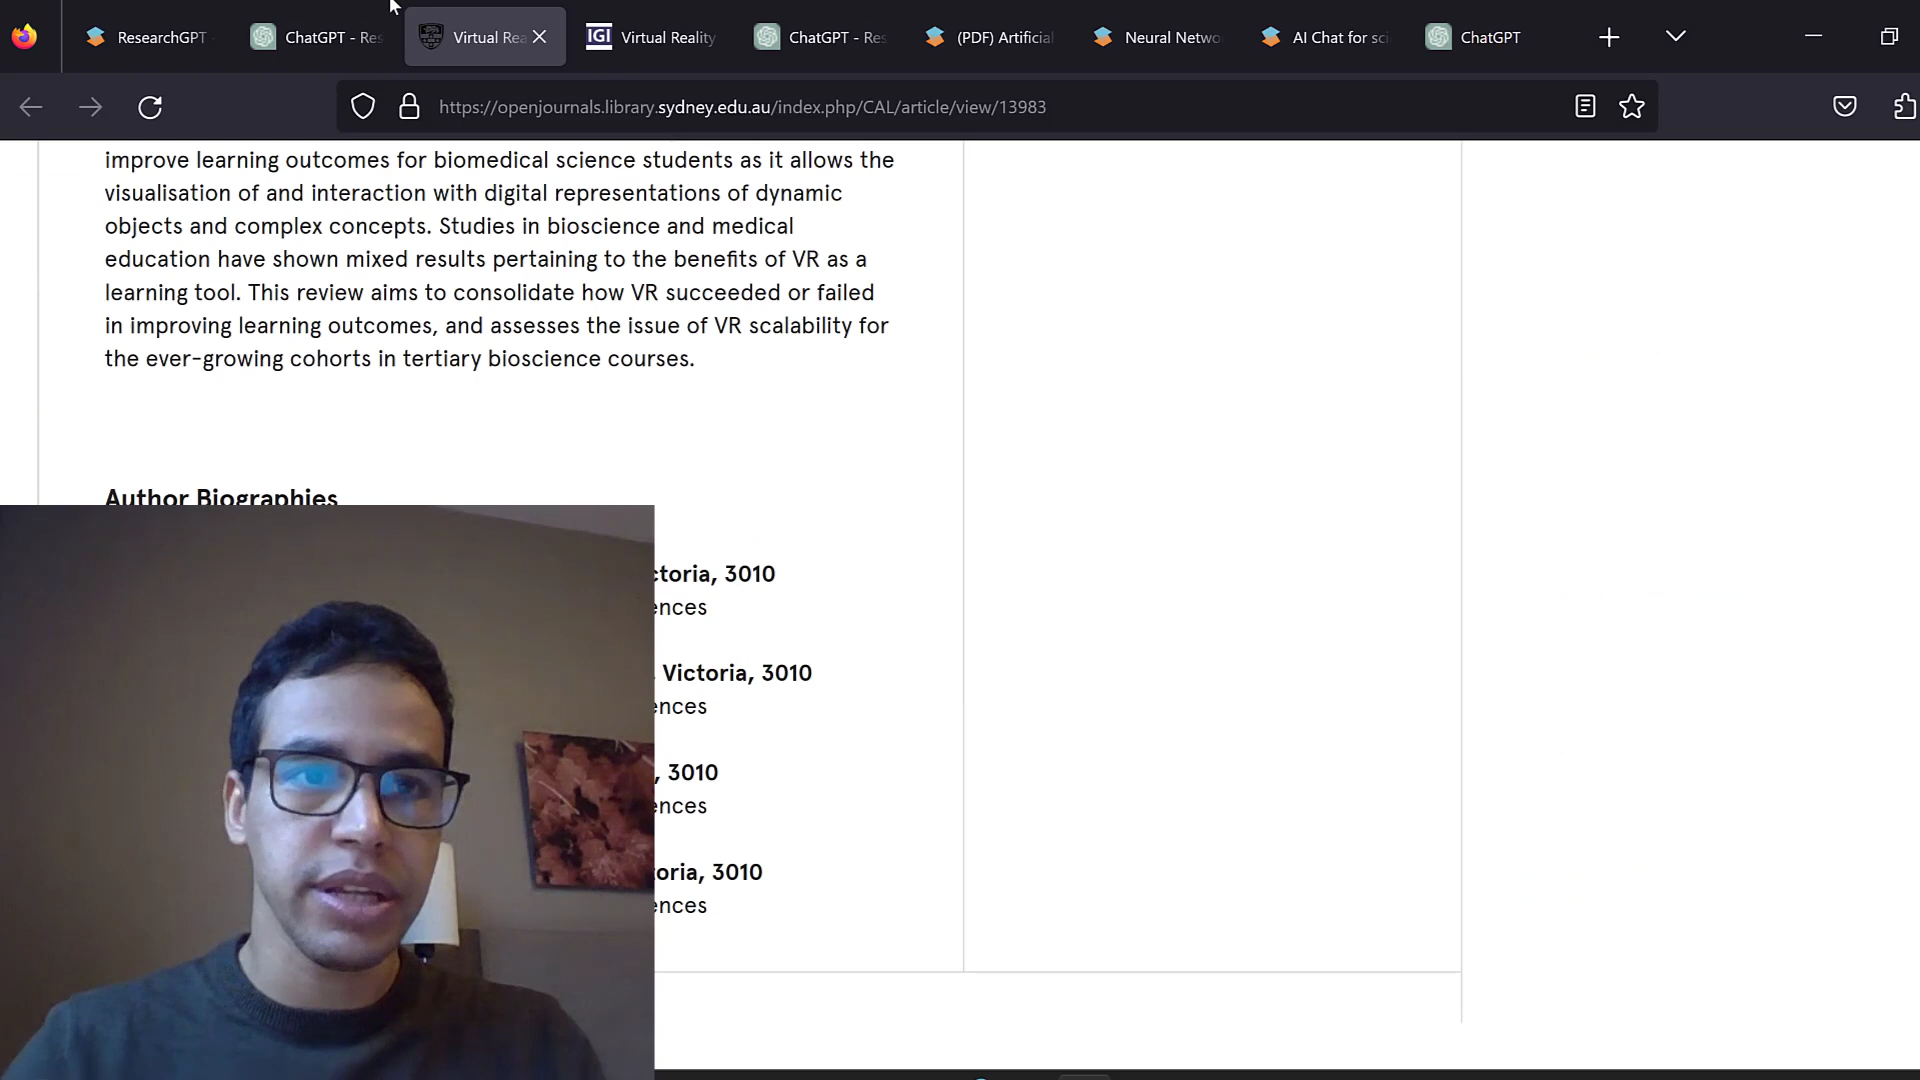 ResearchGPT
ChatGPT - Res
Virtual Rea
Virtual Reality
ChatGPT - Res
(PDF) Artificial
Neural Netwo
AI Chat for sci
ChatGPT
https://openjournals.library.sydney.edu.au/index.php/CAL/article/view/13983
improve learning outcomes for biomedical science students as it allows the
visualisation of and interaction with digital representations of dynamic
objects and complex concepts. Studies in bioscience and medical
education have shown mixed results pertaining to the benefits of VR as a
learning tool. This review aims to consolidate how VR succeeded or failed
in improving learning outcomes, and assesses the issue of VR scalability for
the ever-growing cohorts in tertiary bioscience courses.
Author Biographies
ctoria, 3010
ences
Victoria, 3010
ences
, 3010
ences
toria, 3010
ences